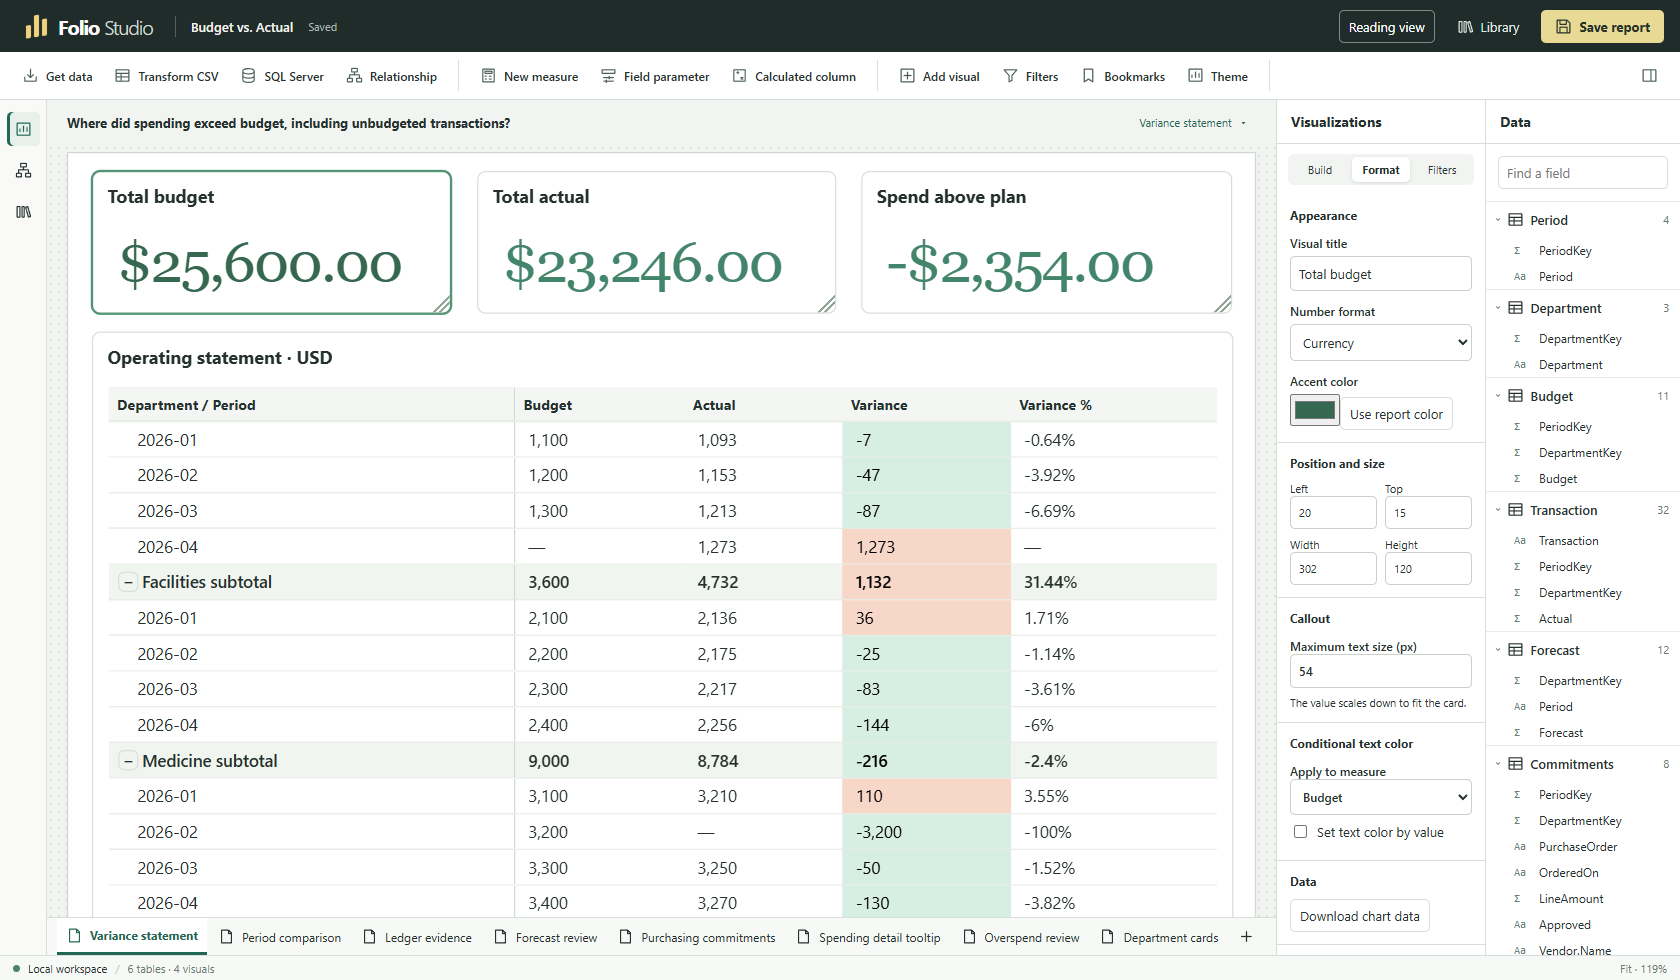 Folio Studio
Budget vs. Actual
Saved
Reading view
Library
Save report
Get data
Transform CSV
SQL Server
Relationship
New measure
Field parameter
Calculated column
Add visual
Filters
Bookmarks
Theme
Where did spending exceed budget, including unbudgeted transactions?
Variance statement
Total budget
$25,600.00
Total actual
$23,246.00
Spend above plan
-$2,354.00
Operating statement · USD
Department / Period Budget Actual Variance Variance %
2026-01 1,100 1,093 -7 -0.64%
2026-02 1,200 1,153 -47 -3.92%
2026-03 1,300 1,213 -87 -6.69%
2026-04 — 1,273 1,273 —
Facilities subtotal 3,600 4,732 1,132 31.44%
2026-01 2,100 2,136 36 1.71%
2026-02 2,200 2,175 -25 -1.14%
2026-03 2,300 2,217 -83 -3.61%
2026-04 2,400 2,256 -144 -6%
Medicine subtotal 9,000 8,784 -216 -2.4%
2026-01 3,100 3,210 110 3.55%
2026-02 3,200 — -3,200 -100%
2026-03 3,300 3,250 -50 -1.52%
2026-04 3,400 3,270 -130 -3.82%
Variance statement
Period comparison
Ledger evidence
Forecast review
Purchasing commitments
Spending detail tooltip
Overspend review
Department cards
Visualizations
Build
Format
Filters
Appearance
Visual title
Total budget
Number format
Currency
Accent color
Use report color
Position and size
Left Top
20 15
Width Height
302 120
Callout
Maximum text size (px)
54
The value scales down to fit the card.
Conditional text color
Apply to measure
Budget
Set text color by value
Data
Download chart data
Data
Find a field
Period 4
Σ PeriodKey
Aa Period
Department 3
Σ DepartmentKey
Aa Department
Budget 11
Σ PeriodKey
Σ DepartmentKey
Σ Budget
Transaction 32
Aa Transaction
Σ PeriodKey
Σ DepartmentKey
Σ Actual
Forecast 12
Σ DepartmentKey
Aa Period
Σ Forecast
Commitments 8
Σ PeriodKey
Σ DepartmentKey
Aa PurchaseOrder
Aa OrderedOn
Σ LineAmount
Aa Approved
Aa Vendor.Name
Local workspace / 6 tables · 4 visuals
Fit · 119%